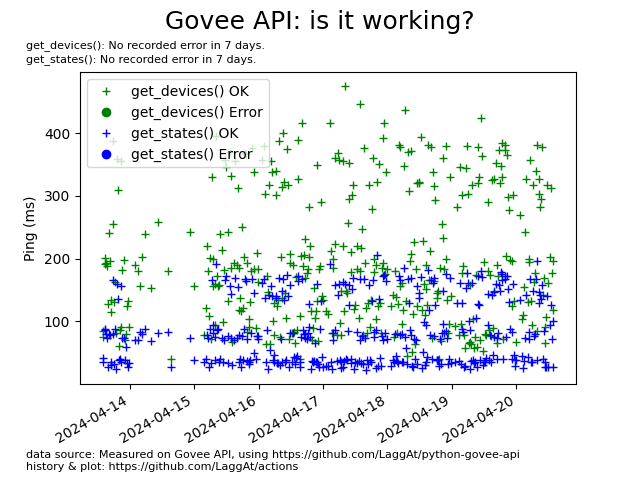 Govee API: is it working?
get_devices(): No recorded error in 7 days.
get_states(): No recorded error in 7 days.
get_devices() OK
get_devices() Error
get_states() OK
get_states() Error
Ping (ms)
400
300
200
100
2024-04-14
2024-04-15
2024-04-16
2024-04-17
2024-04-18
2024-04-19
2024-04-20
data source: Measured on Govee API, using https://github.com/LaggAt/python-govee-api
history & plot: https://github.com/LaggAt/actions